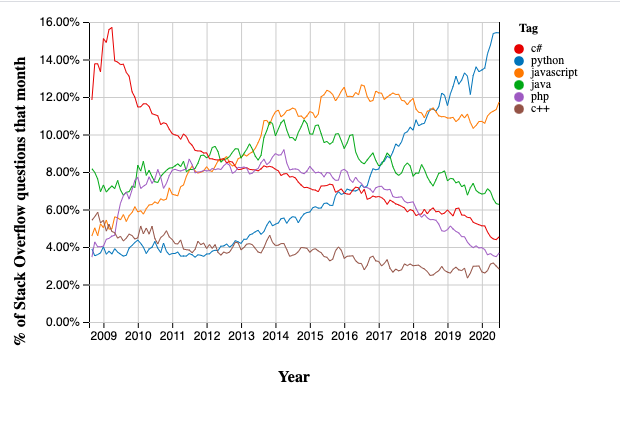 % of Stack Overflow questions that month
16.00%
14.00%
12.00%
10.00%
8.00%
6.00%
4.00%
2.00%
0.00%
2009 2010 2011 2012 2013 2014 2015 2016 2017 2018 2019 2020
Year
Tag
c#
python
javascript
java
php
c++